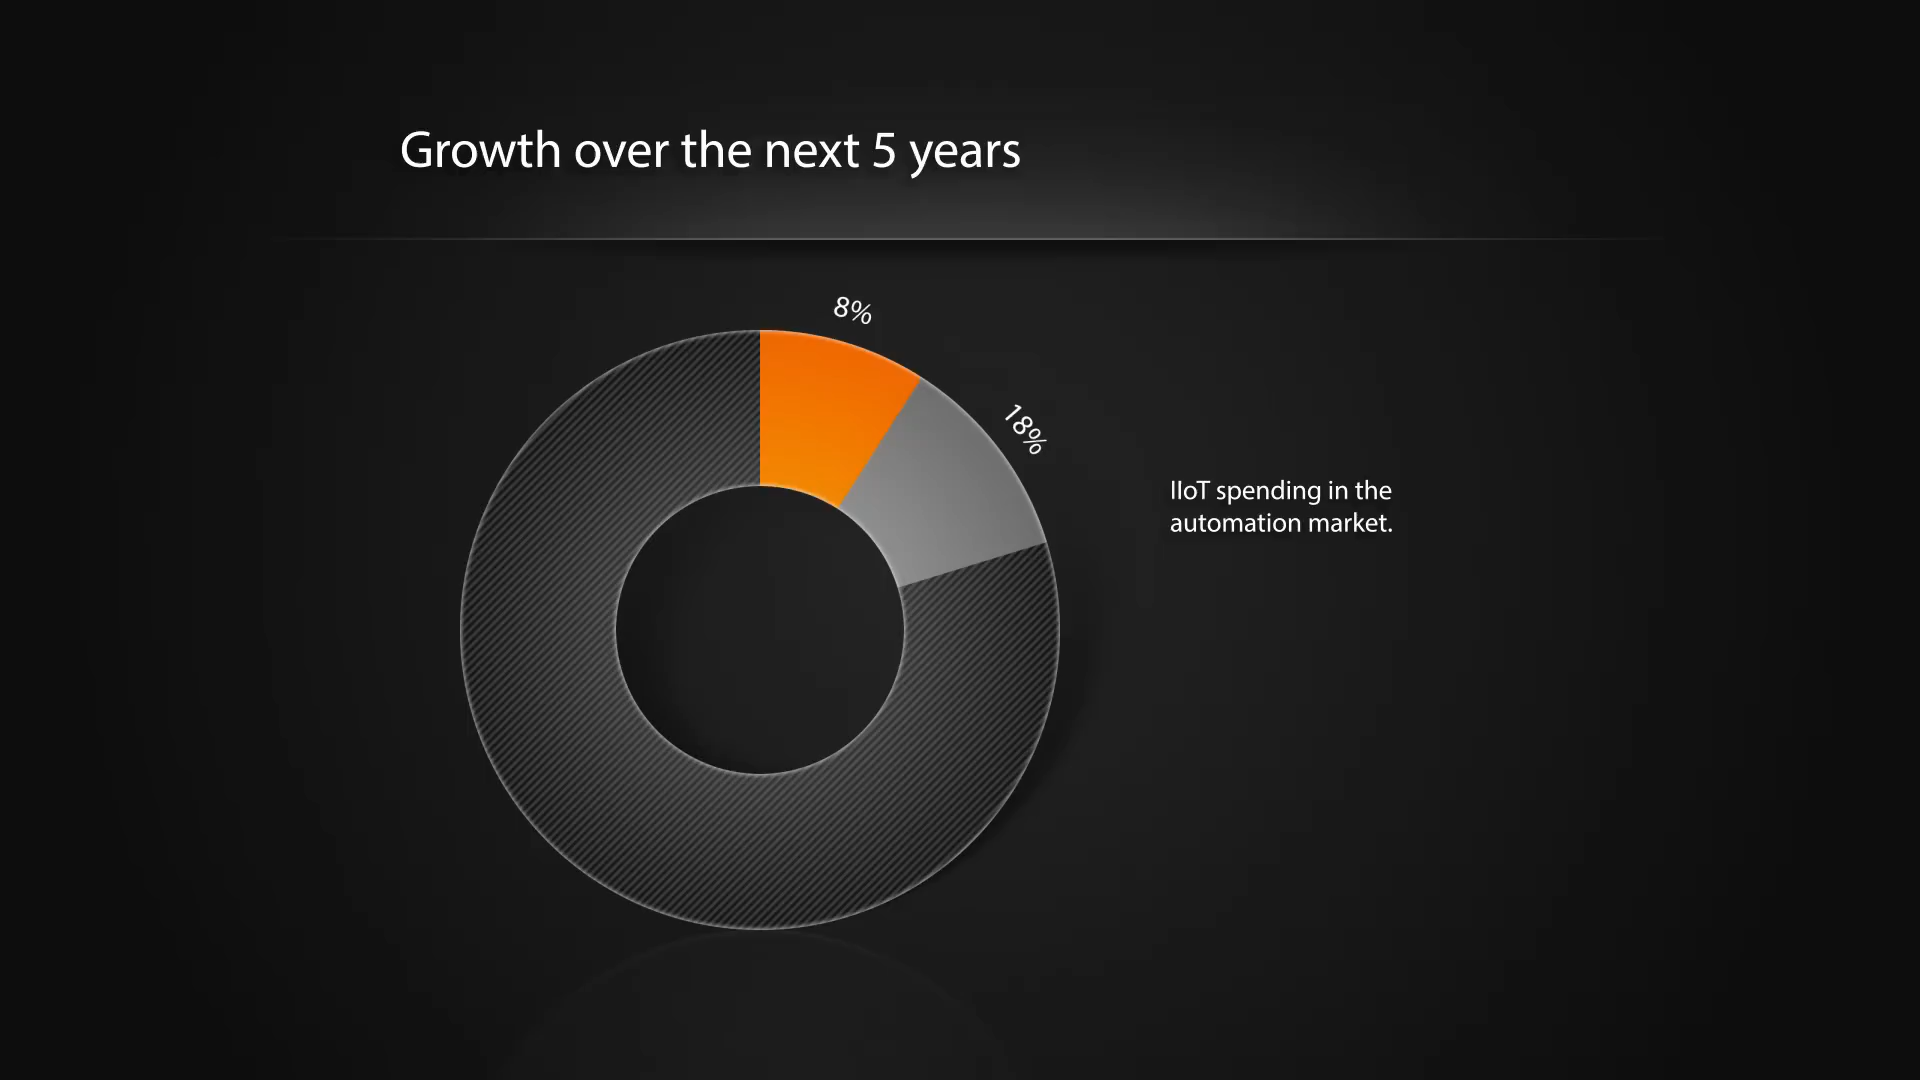 Growth over the next 5 years
8%
18%
IIoT spending in the
automation market.